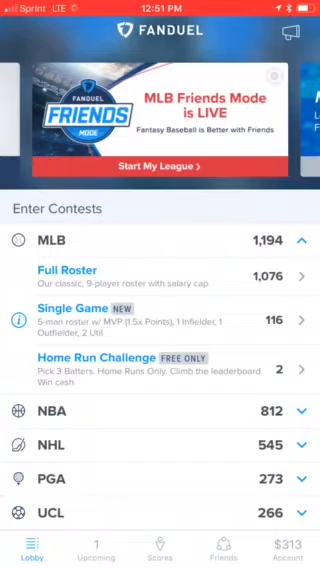 Sprint 12:51 PM
FANDUEL
FANDUEL
FRIENDS
MODE
MLB Friends Mode
is LIVE
Fantasy Baseball is Better with Friends
Start My League >
Enter Contests
MLB 1,194
Full Roster
Our classic, 9-player roster with salary cap
1,076
Single Game NEW
5-man roster w/ MVP (1.5x Points), 1 Infielder, 1
Outfielder, 2 Util
116
Home Run Challenge FREE ONLY
Pick 3 Batters. Home Runs Only. Climb the leaderboard.
Win cash
2
NBA 812
NHL 545
PGA 273
UCL 266
Lobby
1
Upcoming
Scores
Friends
$313
Account